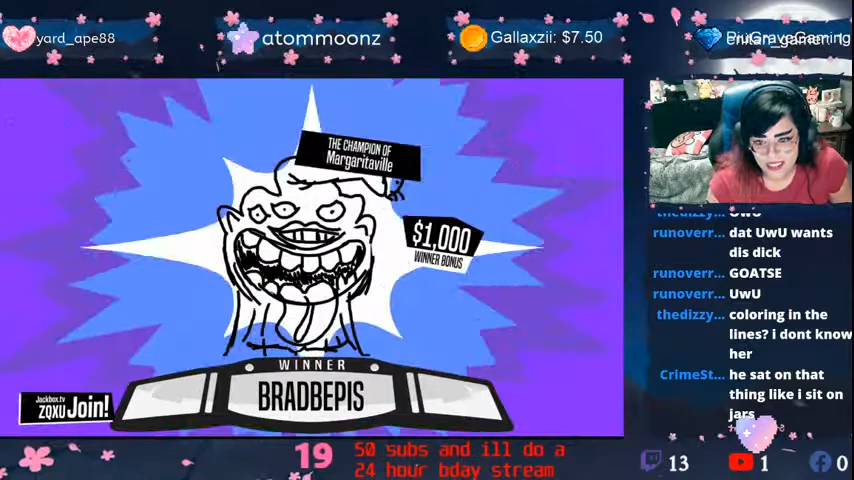 yard_ape88
atommoonz
Gallaxzii: $7.50
THE CHAMPION OF
Margaritaville
$1,000
WINNER BONUS
WINNER
BRADBEPIS
Jackbox.tv
ZQXU Join!
thedizzy... UwU
runoverr... dat UwU wants
dis dick
runoverr... GOATSE
runoverr... UwU
thedizzy... coloring in the
lines? i dont know
her
CrimeSt... he sat on that
thing like i sit on
jars
19
50 subs and ill do a
24 hour bday stream
13
1
0